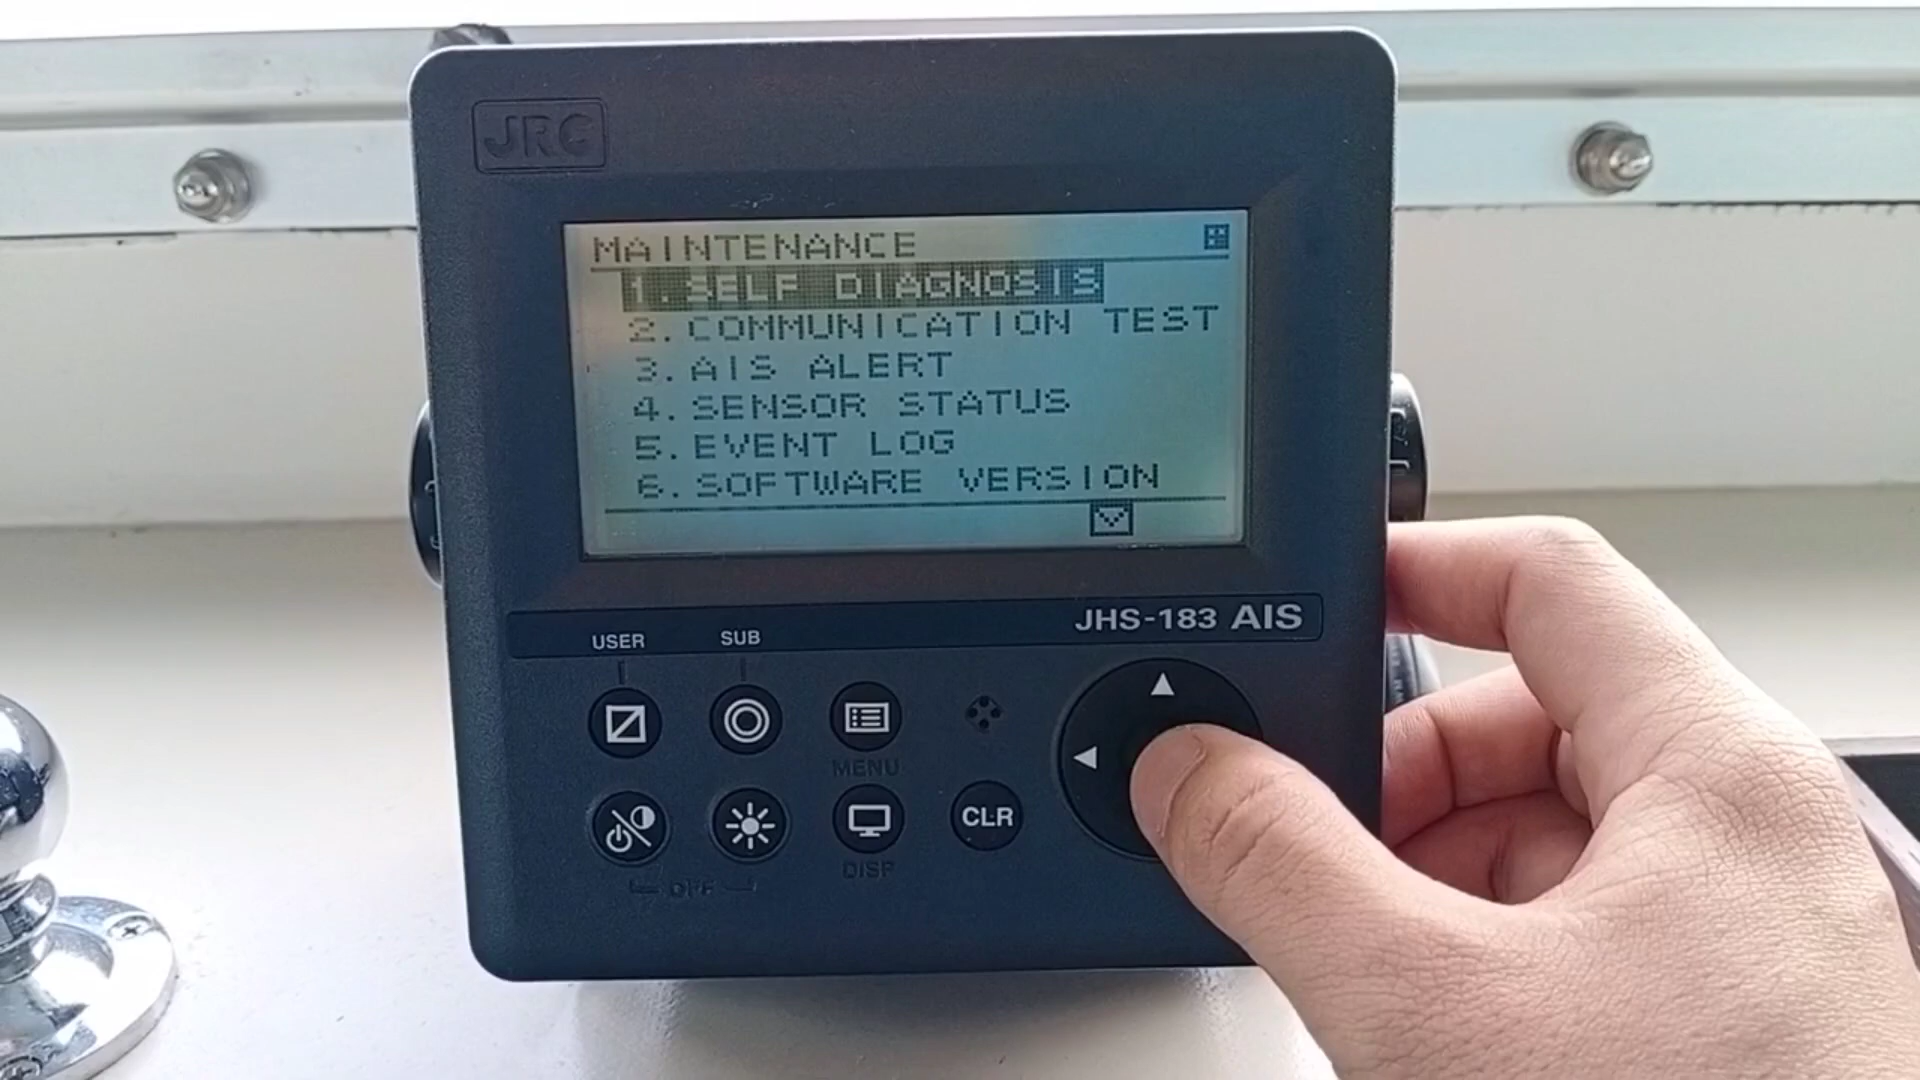 JRC
MAINTENANCE
1.SELF DIAGNOSIS
2.COMMUNICATION TEST
3.AIS ALERT
4.SENSOR STATUS
5.EVENT LOG
6.SOFTWARE VERSION
JHS-183 AIS
USER SUB
MENU
CLR
DISP
OFF